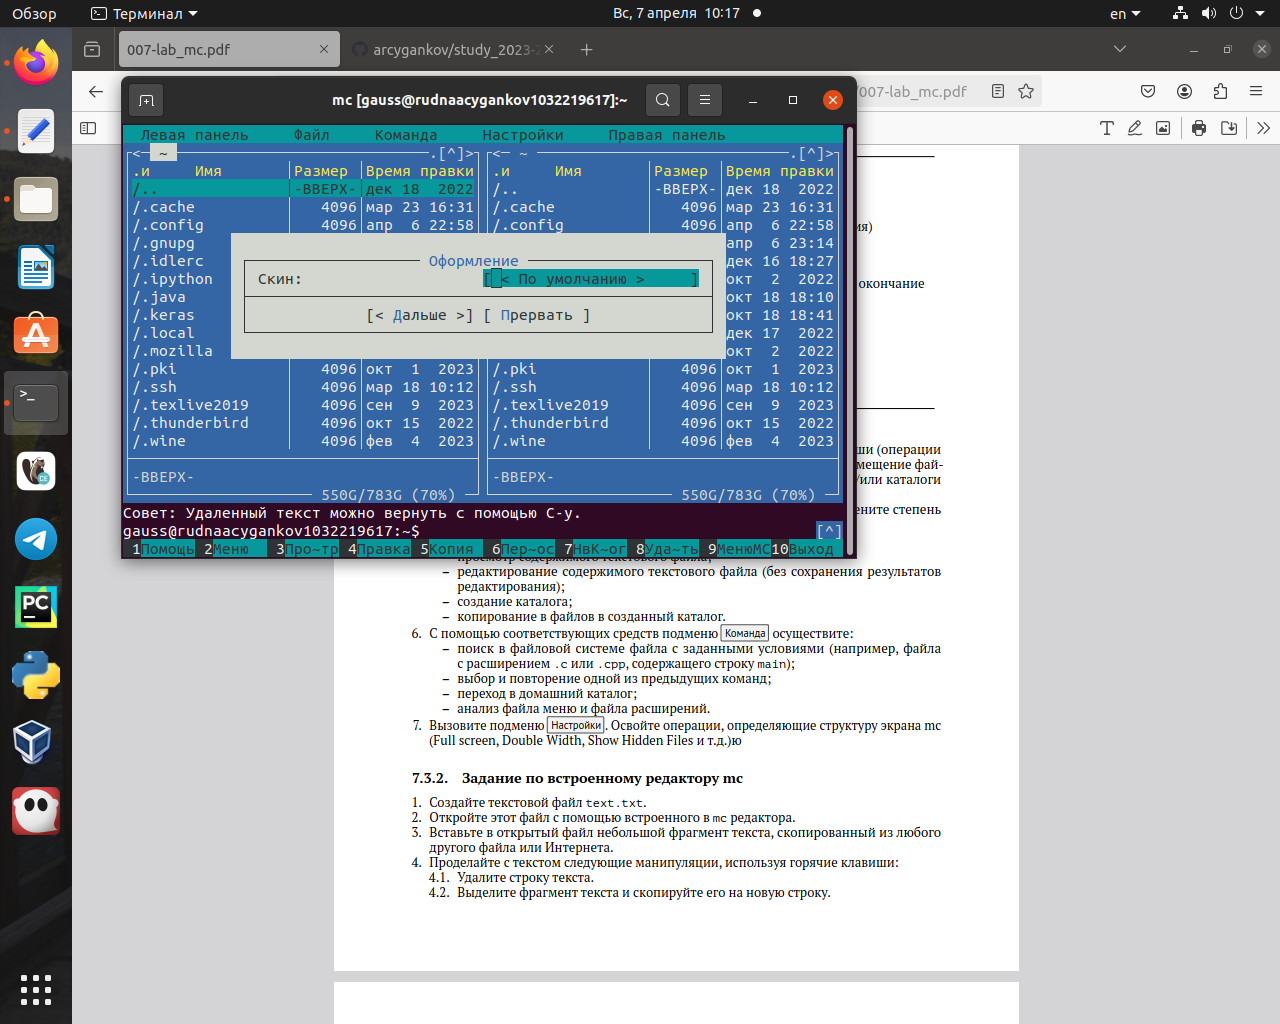 Обзор
Терминал
Вс, 7 апреля 10:17
en
007-lab_mc.pdf
arcygankov/study_2023-2
/007-lab_mc.pdf
mc [gauss@rudnaacygankov1032219617]:~
Левая панель Файл Команда Настройки Правая панель
<─ ~ .[^]> <─ ~ .[^]>
.и Имя Размер Время правки .и Имя Размер Время правки
/.. -ВВЕРХ- дек 18 2022 /.. -ВВЕРХ- дек 18 2022
/.cache 4096 мар 23 16:31 /.cache 4096 мар 23 16:31
/.config 4096 апр 6 22:58 /.config 4096 апр 6 22:58
/.gnupg апр 6 23:14
/.idlerc дек 16 18:27
/.ipython окт 2 2022
/.java окт 18 18:10
/.keras окт 18 18:41
/.local дек 17 2022
/.mozilla окт 2 2022
/.pki 4096 окт 1 2023 /.pki 4096 окт 1 2023
/.ssh 4096 мар 18 10:12 /.ssh 4096 мар 18 10:12
/.texlive2019 4096 сен 9 2023 /.texlive2019 4096 сен 9 2023
/.thunderbird 4096 окт 15 2022 /.thunderbird 4096 окт 15 2022
/.wine 4096 фев 4 2023 /.wine 4096 фев 4 2023
-ВВЕРХ- -ВВЕРХ-
550G/783G (70%) 550G/783G (70%)
Оформление
Скин: [ < По умолчанию > ]
[< Дальше >] [ Прервать ]
Совет: Удаленный текст можно вернуть с помощью C-y.
gauss@rudnaacygankov1032219617:~$ [^]
1Помощь 2Меню 3Про~тр 4Правка 5Копия 6Пер~ос 7НвК~ог 8Уда~ть 9МенюMC 10Выход
ия)
окончание
ши (операции
мещение фай-
/или каталоги
ените степень
просмотр содержимого текстового файла;
– редактирование содержимого текстового файла (без сохранения результатов
редактирования);
– создание каталога;
– копирование в файлов в созданный каталог.
6. С помощью соответствующих средств подменю Команда осуществите:
– поиск в файловой системе файла с заданными условиями (например, файла
с расширением .c или .cpp, содержащего строку main);
– выбор и повторение одной из предыдущих команд;
– переход в домашний каталог;
– анализ файла меню и файла расширений.
7. Вызовите подменю Настройки. Освойте операции, определяющие структуру экрана mc
(Full screen, Double Width, Show Hidden Files и т.д.)ю
7.3.2. Задание по встроенному редактору mc
1. Создайте текстовой файл text.txt.
2. Откройте этот файл с помощью встроенного в mc редактора.
3. Вставьте в открытый файл небольшой фрагмент текста, скопированный из любого
другого файла или Интернета.
4. Проделайте с текстом следующие манипуляции, используя горячие клавиши:
4.1. Удалите строку текста.
4.2. Выделите фрагмент текста и скопируйте его на новую строку.